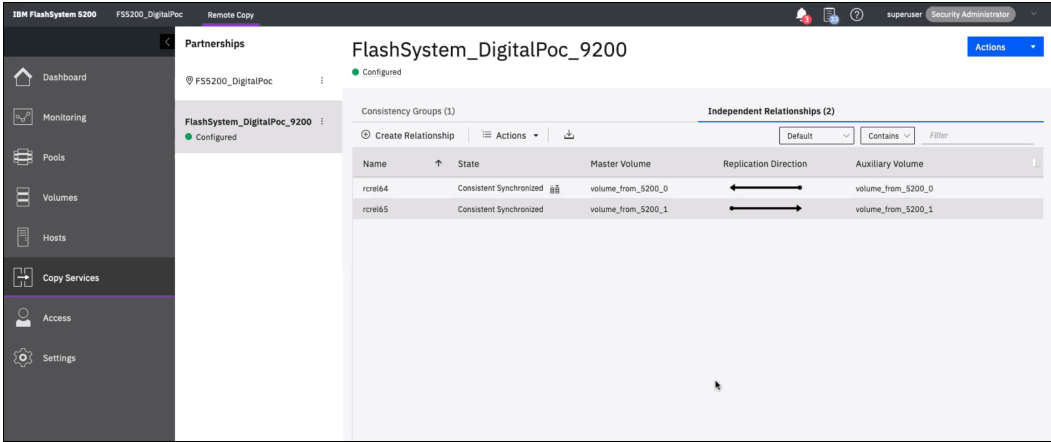 IBM FlashSystem 5200 FS5200_DigitalPoc Remote Copy superuser Security Administrator
Partnerships
FS5200_DigitalPoc
FlashSystem_DigitalPoc_9200
Configured
Dashboard
Monitoring
Pools
Volumes
Hosts
Copy Services
Access
Settings
FlashSystem_DigitalPoc_9200
Configured
Actions
Consistency Groups (1) Independent Relationships (2)
Create Relationship Actions Default Contains Filter
Name State Master Volume Replication Direction Auxiliary Volume
rcrel64 Consistent Synchronized volume_from_5200_0 volume_from_5200_0
rcrel65 Consistent Synchronized volume_from_5200_1 volume_from_5200_1